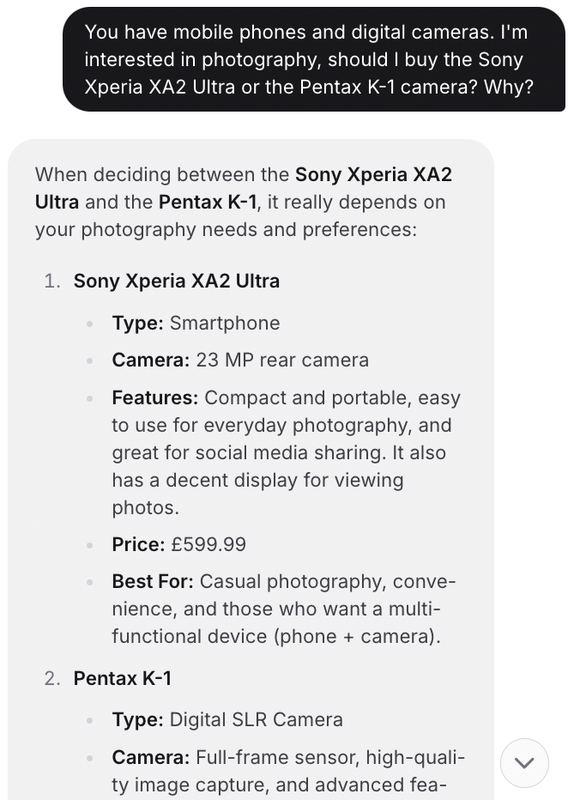 You have mobile phones and digital cameras. I'm
interested in photography, should I buy the Sony
Xperia XA2 Ultra or the Pentax K-1 camera? Why?
When deciding between the Sony Xperia XA2
Ultra and the Pentax K-1, it really depends on
your photography needs and preferences:
1. Sony Xperia XA2 Ultra
Type: Smartphone
Camera: 23 MP rear camera
Features: Compact and portable, easy
to use for everyday photography, and
great for social media sharing. It also
has a decent display for viewing
photos.
Price: £599.99
Best For: Casual photography, conve-
nience, and those who want a multi-
functional device (phone + camera).
2. Pentax K-1
Type: Digital SLR Camera
Camera: Full-frame sensor, high-quali-
ty image capture, and advanced fea-